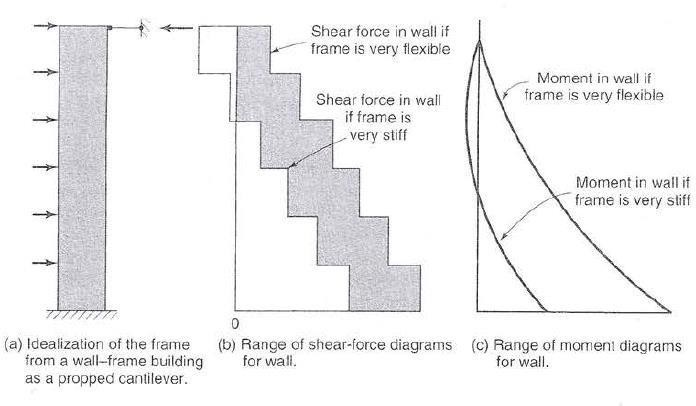 Shear force in wall if
frame is very flexible
Shear force in wall
if frame is
very stiff
Moment in wall if
frame is very flexible
Moment in wall if
frame is very stiff
0
(a) Idealization of the frame
from a wall–frame building
as a propped cantilever.
(b) Range of shear-force diagrams
for wall.
(c) Range of moment diagrams
for wall.